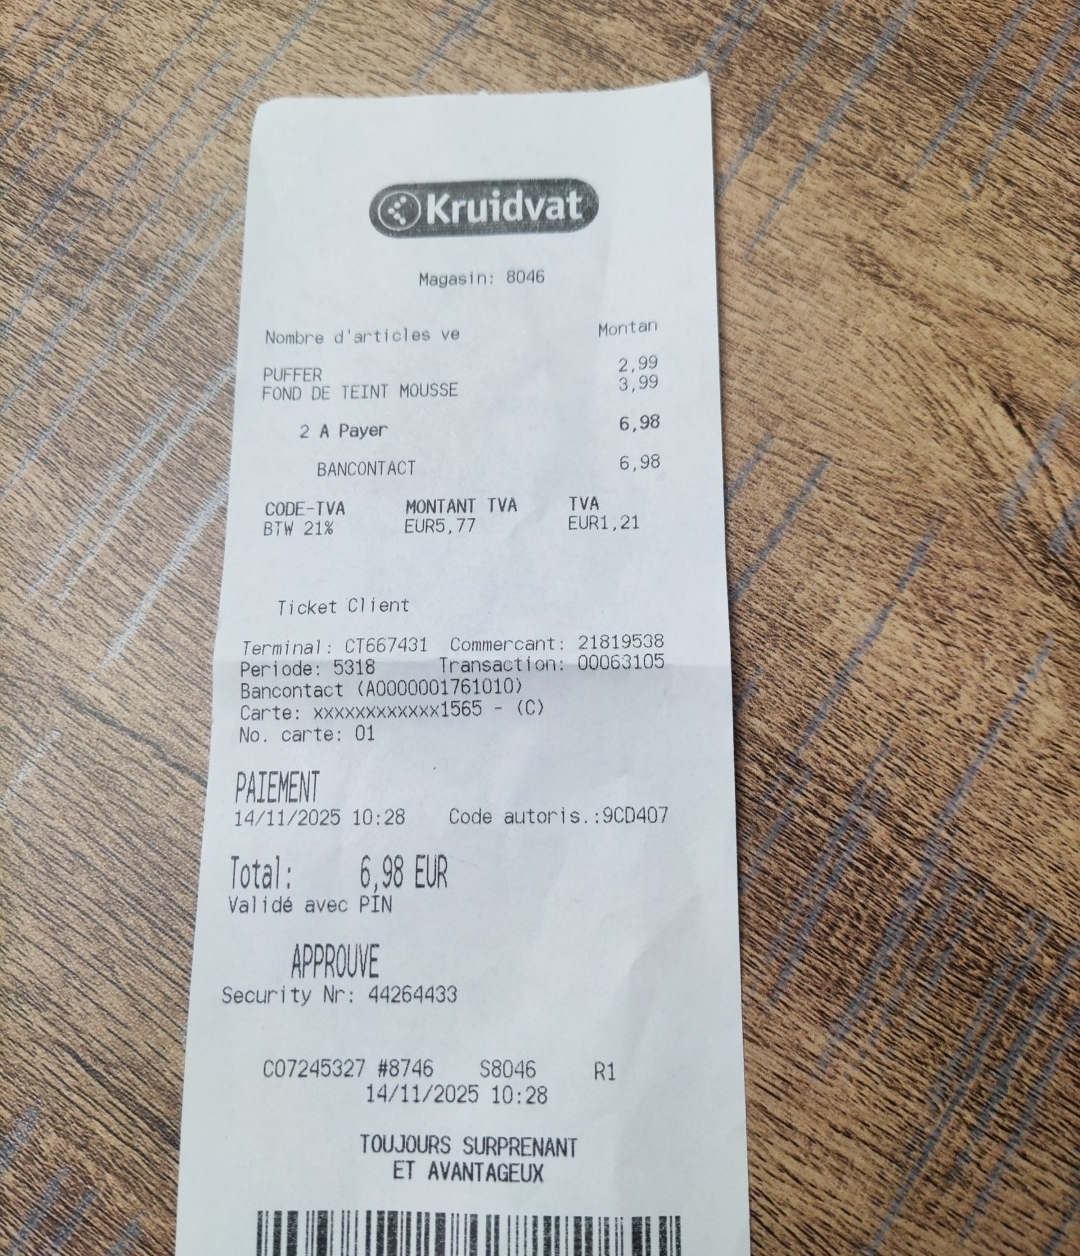 Kruidvat
Magasin: 8046
Nombre d'articles ve Montan
PUFFER 2,99
FOND DE TEINT MOUSSE 3,99
2 A Payer 6,98
BANCONTACT 6,98
CODE-TVA MONTANT TVA TVA
BTW 21% EUR5,77 EUR1,21
Ticket Client
Terminal: CT667431 Commercant: 21819538
Periode: 5318 Transaction: 00063105
Bancontact (A0000001761010)
Carte: xxxxxxxxxxxx1565 - (C)
No. carte: 01
PAIEMENT
14/11/2025 10:28 Code autoris.:9CD407
Total: 6,98 EUR
Validé avec PIN
APPROUVE
Security Nr: 44264433
C07245327 #8746 S8046 R1
14/11/2025 10:28
TOUJOURS SURPRENANT
ET AVANTAGEUX